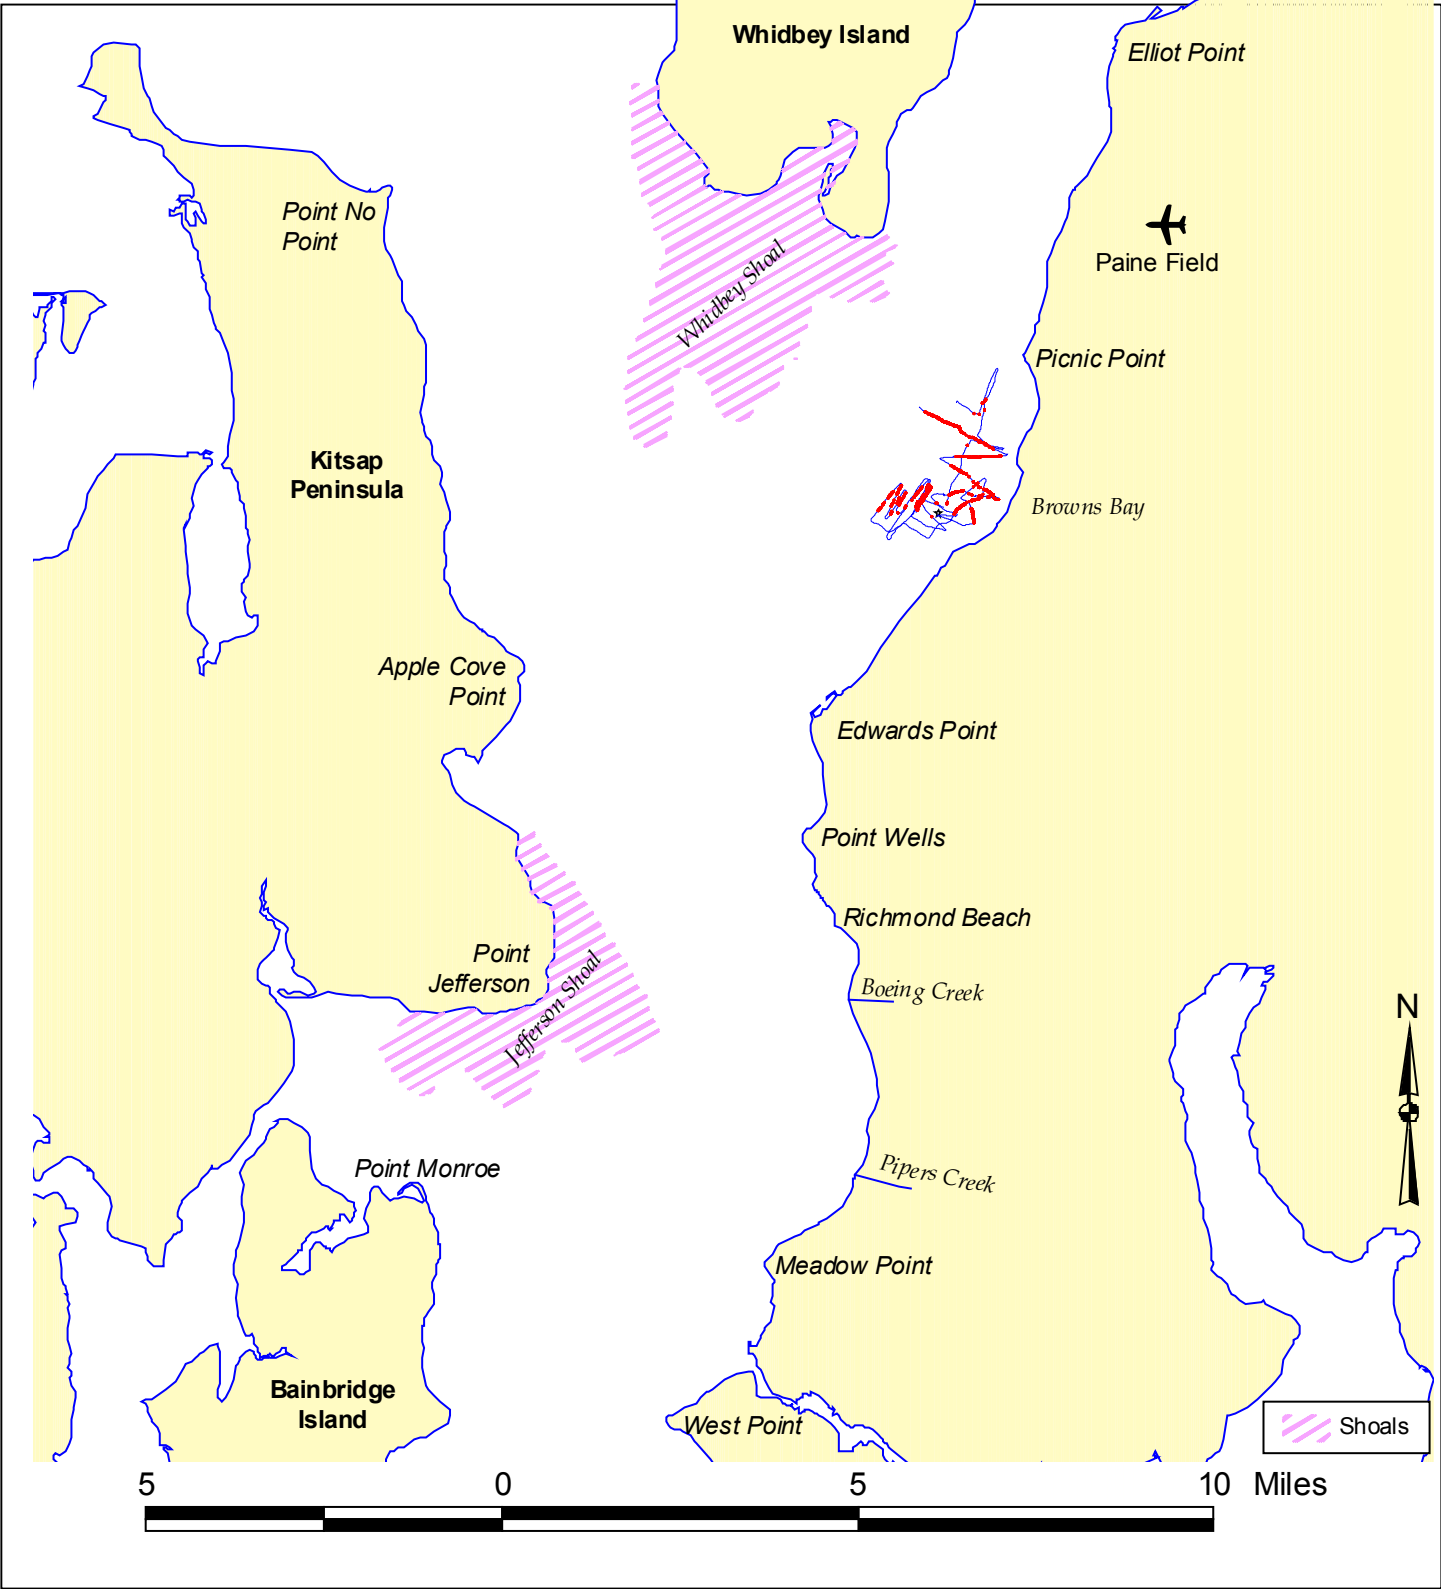 Whidbey Island
Elliot Point
Point No
Point
Paine Field
Whidbey Shoal
Picnic Point
Kitsap
Peninsula
Browns Bay
Apple Cove
Point
Edwards Point
Point Wells
Richmond Beach
Point
Jefferson
Jefferson Shoal
Boeing Creek
N
Point Monroe
Pipers Creek
Meadow Point
Bainbridge
Island
West Point
Shoals
5 0 5 10 Miles